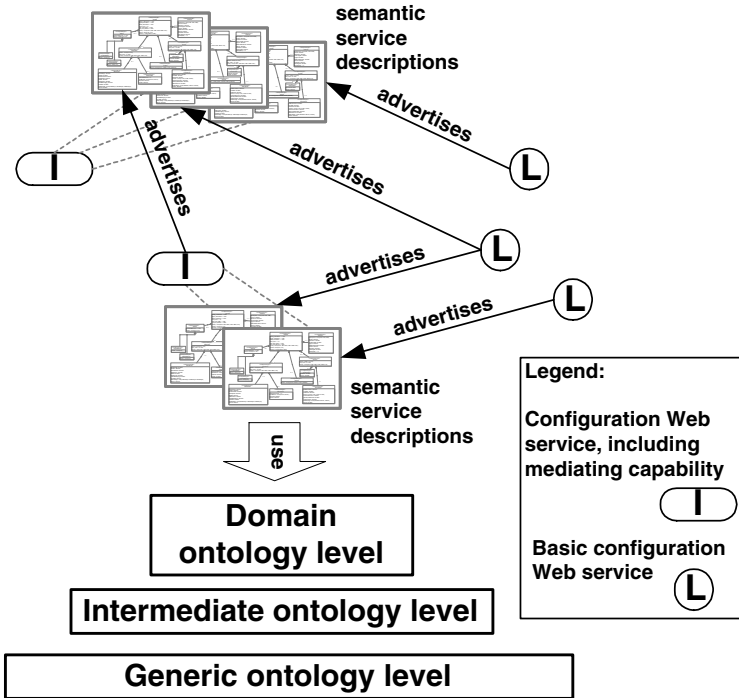 semantic
service
descriptions
advertises
advertises
advertises
I
L
L
I
advertises
advertises
L
semantic
service
descriptions
use
Domain
ontology level
Intermediate ontology level
Generic ontology level
Legend:
Configuration Web
service, including
mediating capability
I
Basic configuration
Web service
L